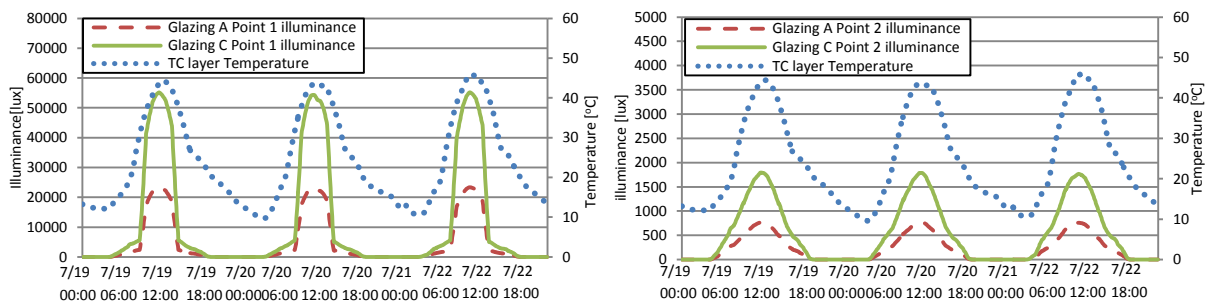 80000
70000
60000
50000
40000
30000
20000
10000
0
Illuminance[lux]
Glazing A Point 1 illuminance
Glazing C Point 1 illuminance
TC layer Temperature
60
50
40
30
20
10
0
Temperature [°C]
7/19 7/19 7/19 7/19 7/20 7/20 7/20 7/20 7/21 7/22 7/22 7/22
00:00 06:00 12:00 18:00 00:00 06:00 12:00 18:00 00:00 06:00 12:00 18:00
5000
4500
4000
3500
3000
2500
2000
1500
1000
500
0
illuminance [lux]
Glazing A Point 2 illuminance
Glazing C Point 2 illuminance
TC layer Temperature
60
50
40
30
20
10
0
Temperature [°C]
7/19 7/19 7/19 7/19 7/20 7/20 7/20 7/20 7/21 7/22 7/22 7/22
00:00 06:00 12:00 18:00 00:00 06:00 12:00 18:00 00:00 06:00 12:00 18:00